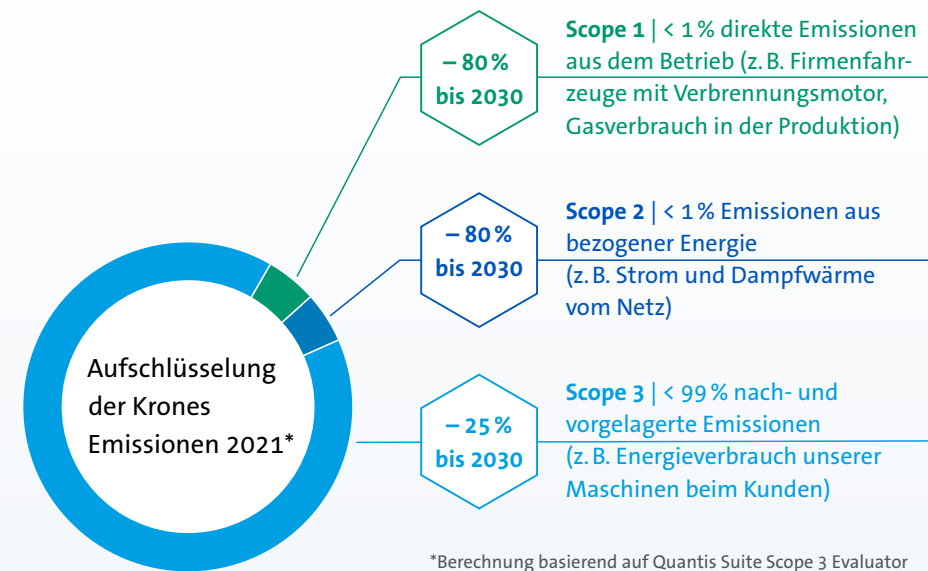 Scope 1 | < 1 % direkte Emissionen
aus dem Betrieb (z. B. Firmenfahr-
zeuge mit Verbrennungsmotor,
Gasverbrauch in der Produktion)
– 80 %
bis 2030
Scope 2 | < 1 % Emissionen aus
bezogener Energie
(z. B. Strom und Dampfwärme
vom Netz)
– 80 %
bis 2030
Aufschlüsselung
der Krones
Emissionen 2021*
Scope 3 | < 99 % nach- und
vorgelagerte Emissionen
(z. B. Energieverbrauch unserer
Maschinen beim Kunden)
– 25 %
bis 2030
*Berechnung basierend auf Quantis Suite Scope 3 Evaluator